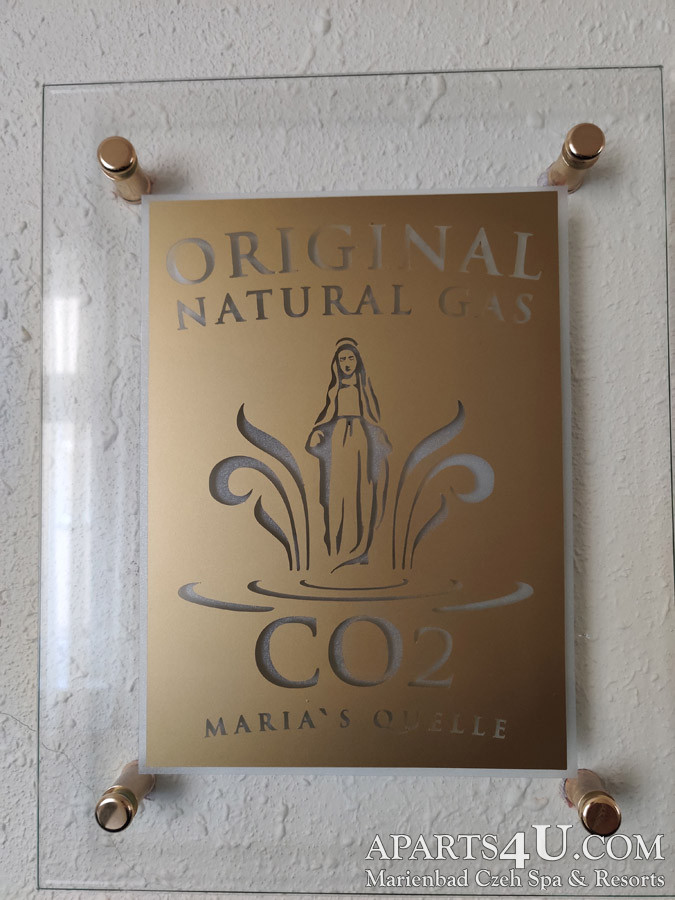 ORIGINAL
NATURAL GAS
CO2
MARIA`S QUELLE
APARTS4U.COM
Marienbad Czeh Spa & Resorts